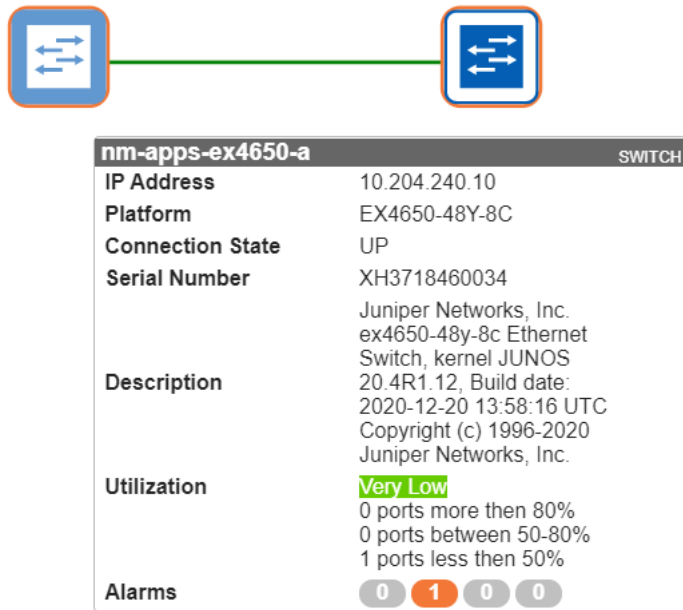 nm-apps-ex4650-a SWITCH
IP Address 10.204.240.10
Platform EX4650-48Y-8C
Connection State UP
Serial Number XH3718460034
Description Juniper Networks, Inc.
ex4650-48y-8c Ethernet
Switch, kernel JUNOS
20.4R1.12, Build date:
2020-12-20 13:58:16 UTC
Copyright (c) 1996-2020
Juniper Networks, Inc.
Utilization Very Low
0 ports more then 80%
0 ports between 50-80%
1 ports less then 50%
Alarms 0 1 0 0